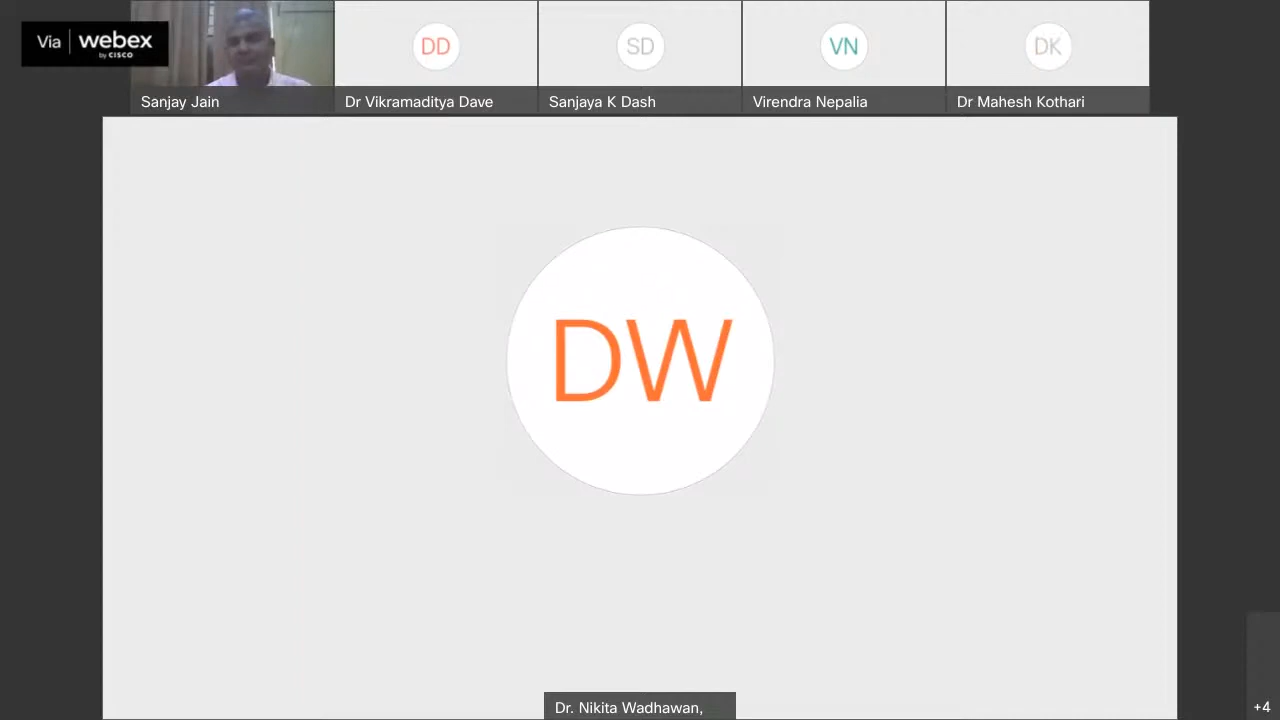 Via webex
by CISCO
DD SD VN DK
Sanjay Jain Dr Vikramaditya Dave Sanjaya K Dash Virendra Nepalia Dr Mahesh Kothari
DW
Dr. Nikita Wadhawan,
+4